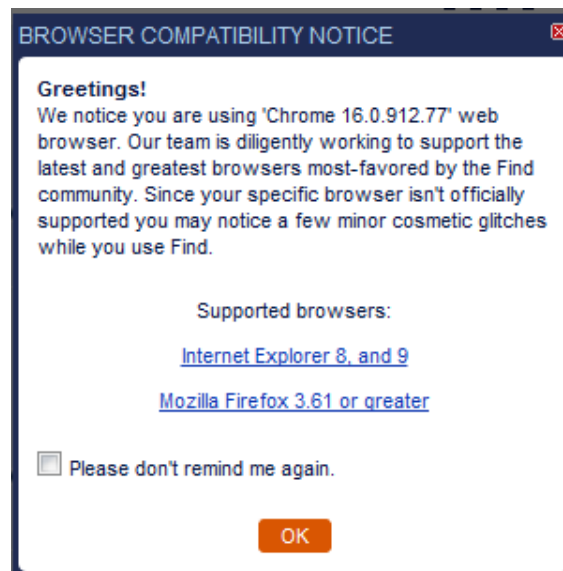 BROWSER COMPATIBILITY NOTICE
Greetings!
We notice you are using 'Chrome 16.0.912.77' web
browser. Our team is diligently working to support the
latest and greatest browsers most-favored by the Find
community. Since your specific browser isn't officially
supported you may notice a few minor cosmetic glitches
while you use Find.
Supported browsers:
Internet Explorer 8, and 9
Mozilla Firefox 3.61 or greater
Please don't remind me again.
OK